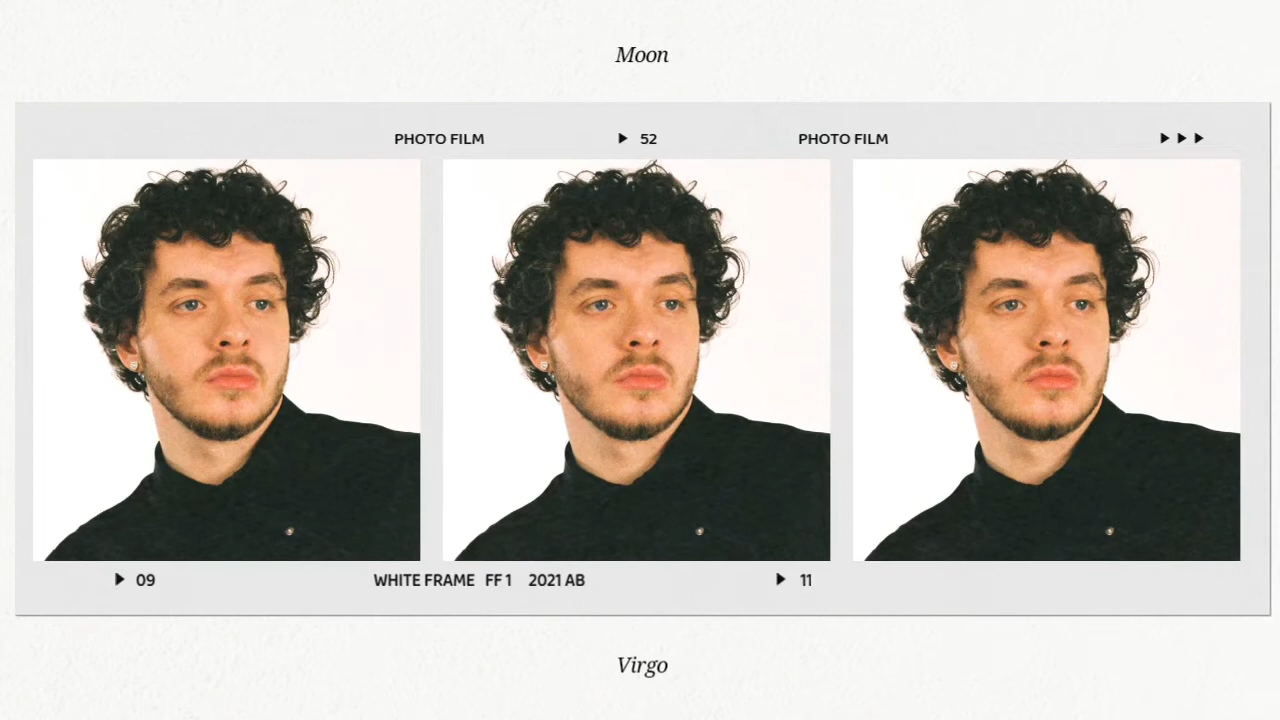 Moon
PHOTO FILM 52 PHOTO FILM
09 WHITE FRAME FF 1 2021 AB 11
Virgo